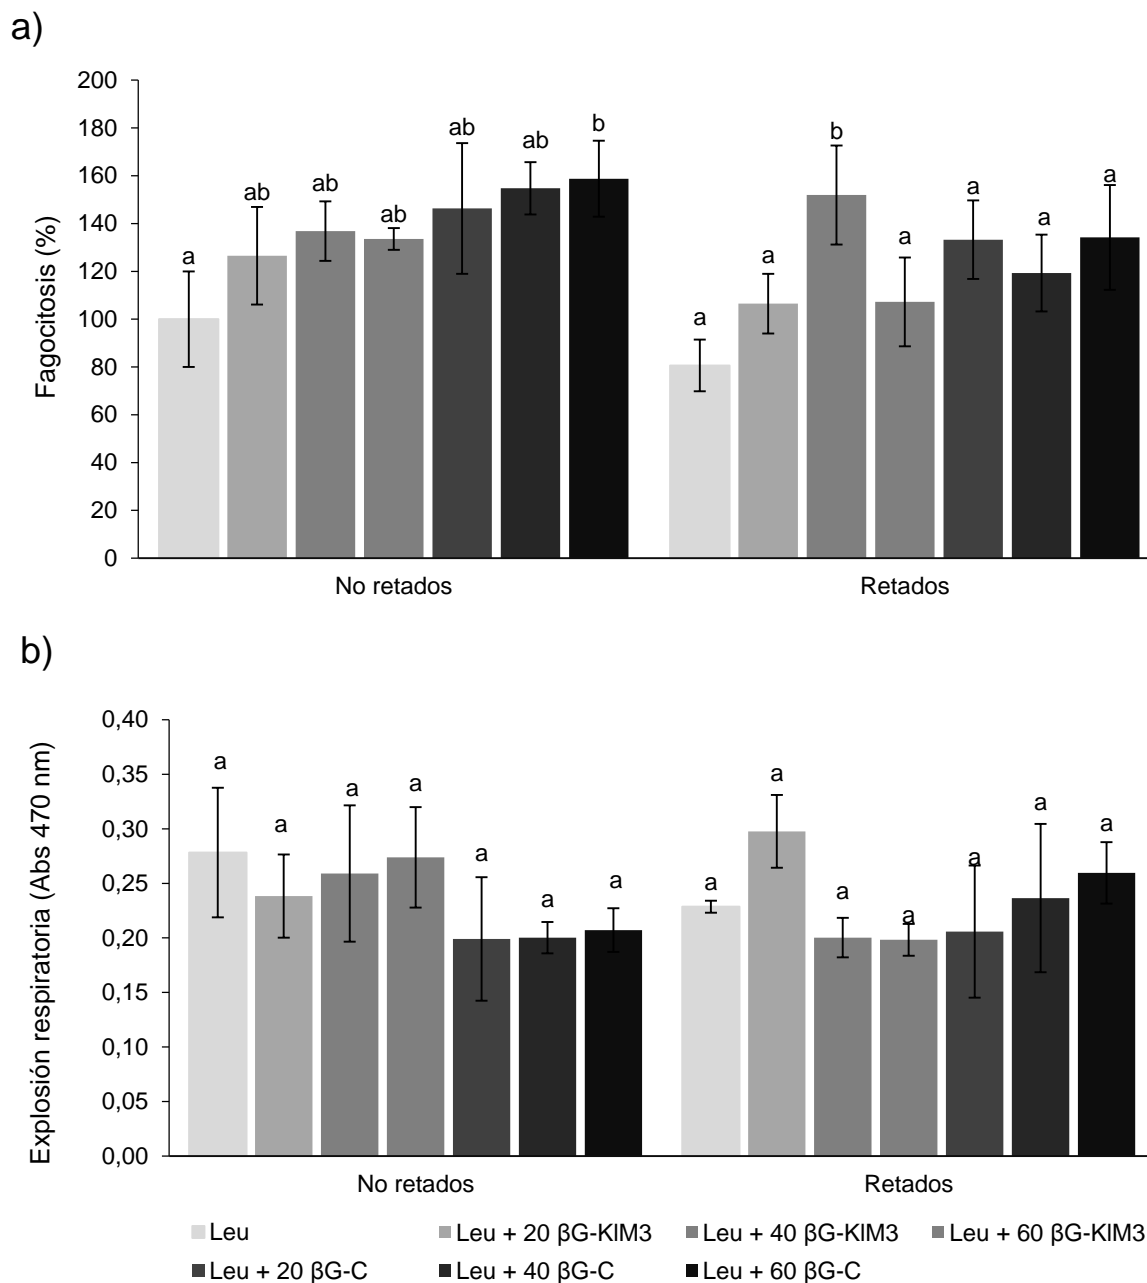 a)
200
180
160
140
120
100
80
60
40
20
0
Fagocitosis (%)
a ab ab ab ab ab b
a a b a a a a
No retados Retados
b)
0,40
0,35
0,30
0,25
0,20
0,15
0,10
0,05
0,00
Explosión respiratoria (Abs 470 nm)
a a a a a a a
a a a a a a a
No retados Retados
Leu Leu + 20 βG-KlM3 Leu + 40 βG-KlM3 Leu + 60 βG-KlM3
Leu + 20 βG-C Leu + 40 βG-C Leu + 60 βG-C